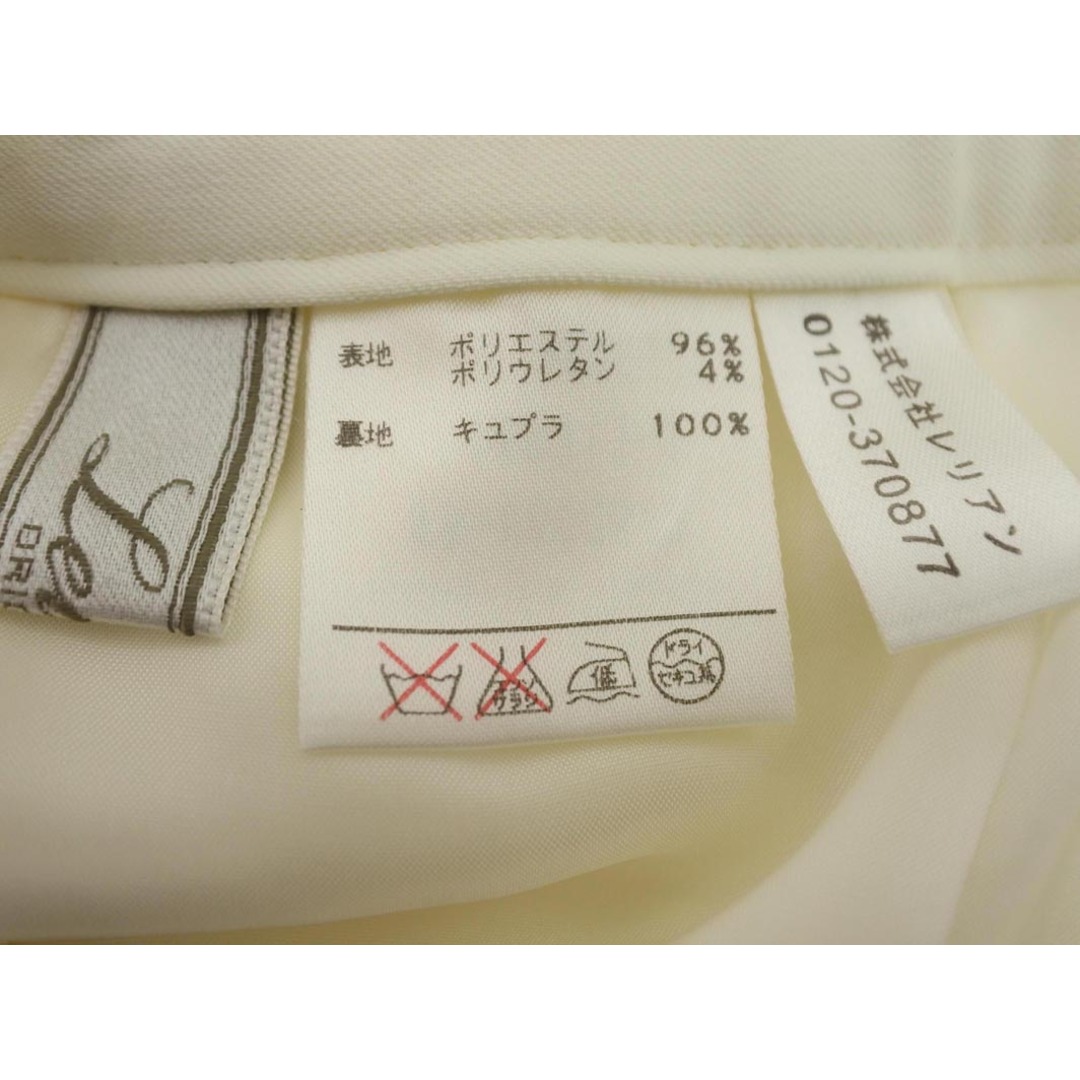 表地 ポリエステル 96%
ポリウレタン 4%
裏地 キュプラ 100%
低
ドライ
セキユ系
株式会社レリアン
0120-370877